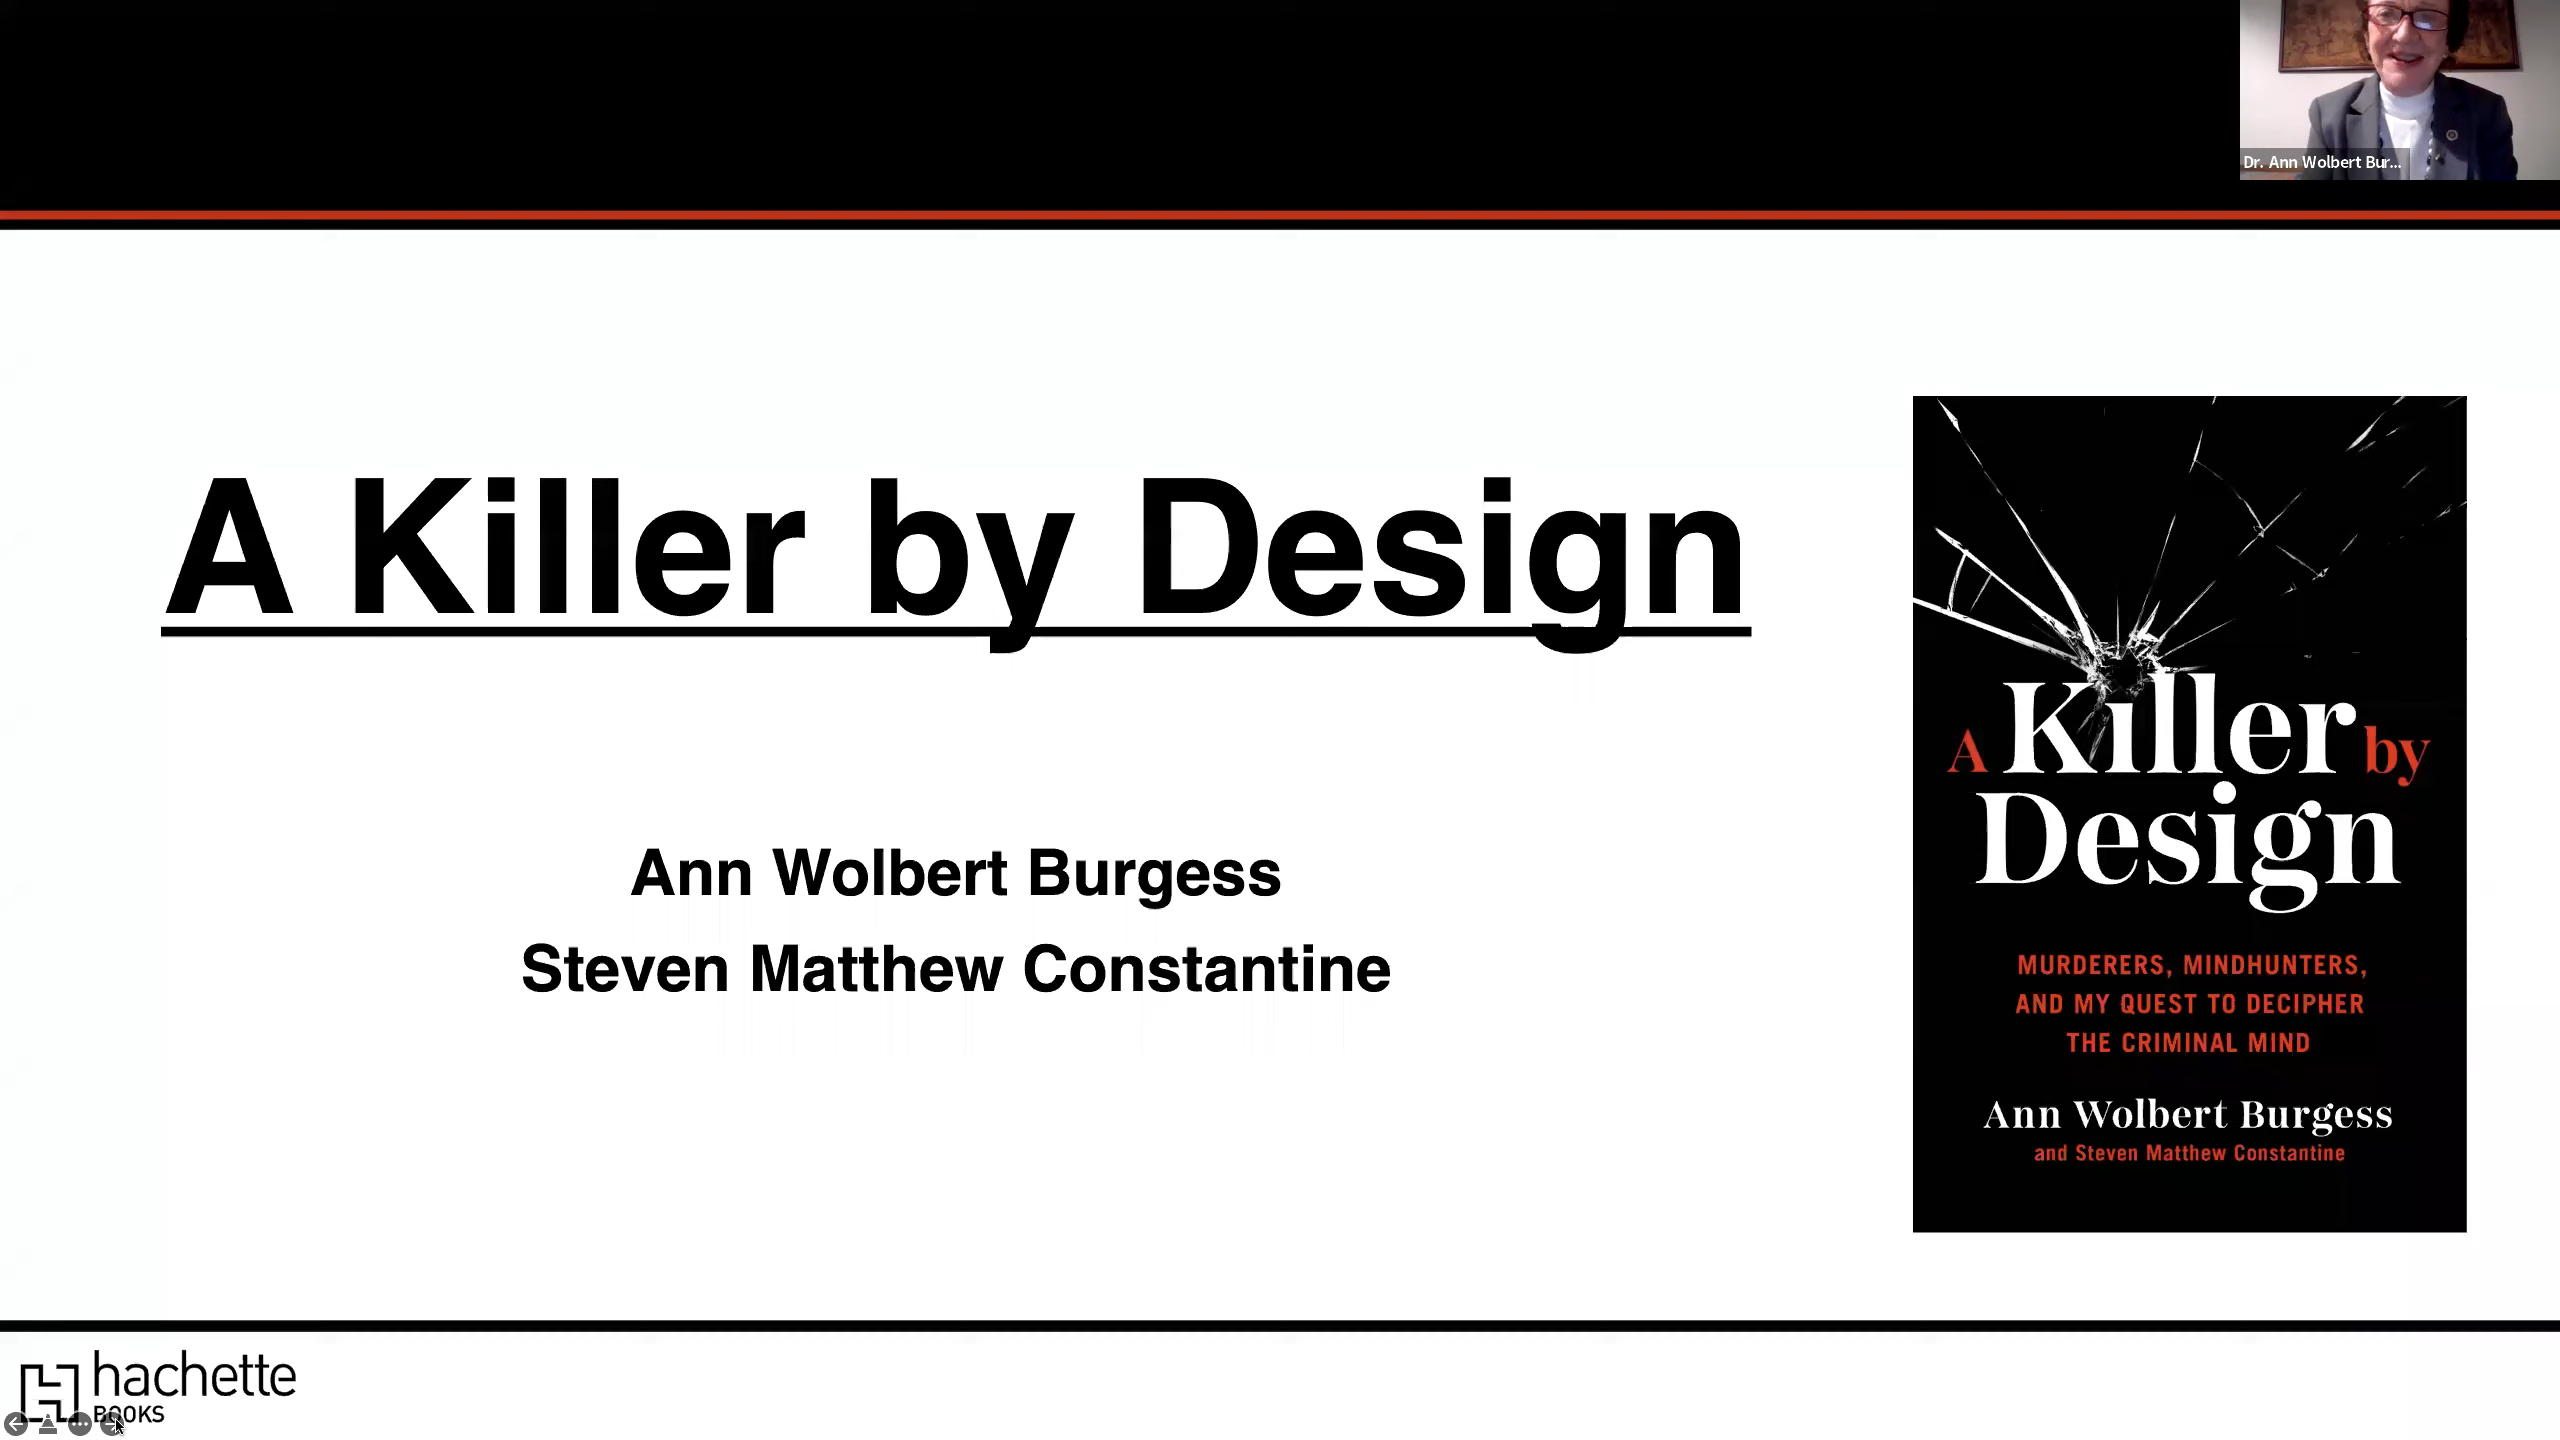 Dr. Ann Wolbert Bur...
A Killer by Design
Ann Wolbert Burgess
Steven Matthew Constantine
A Killer by
Design
MURDERERS, MINDHUNTERS,
AND MY QUEST TO DECIPHER
THE CRIMINAL MIND
Ann Wolbert Burgess
and Steven Matthew Constantine
hachette
BOOKS